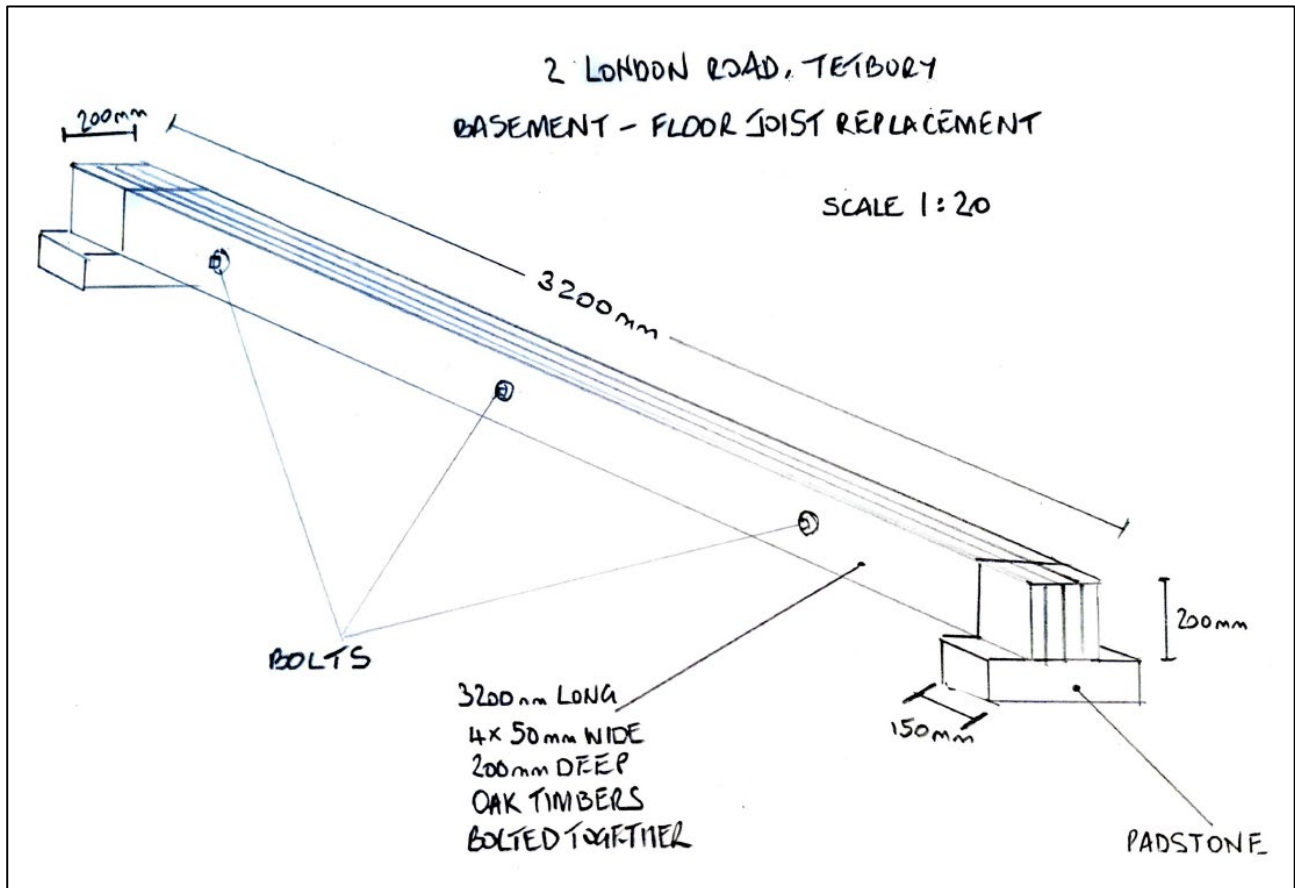 2 LONDON ROAD, TETBURY
BASEMENT - FLOOR JOIST REPLACEMENT
SCALE 1:20
200mm
3200mm
200mm
150mm
BOLTS
3200mm LONG
4x 50mm WIDE
200mm DEEP
OAK TIMBERS
BOLTED TOGETHER
PADSTONE